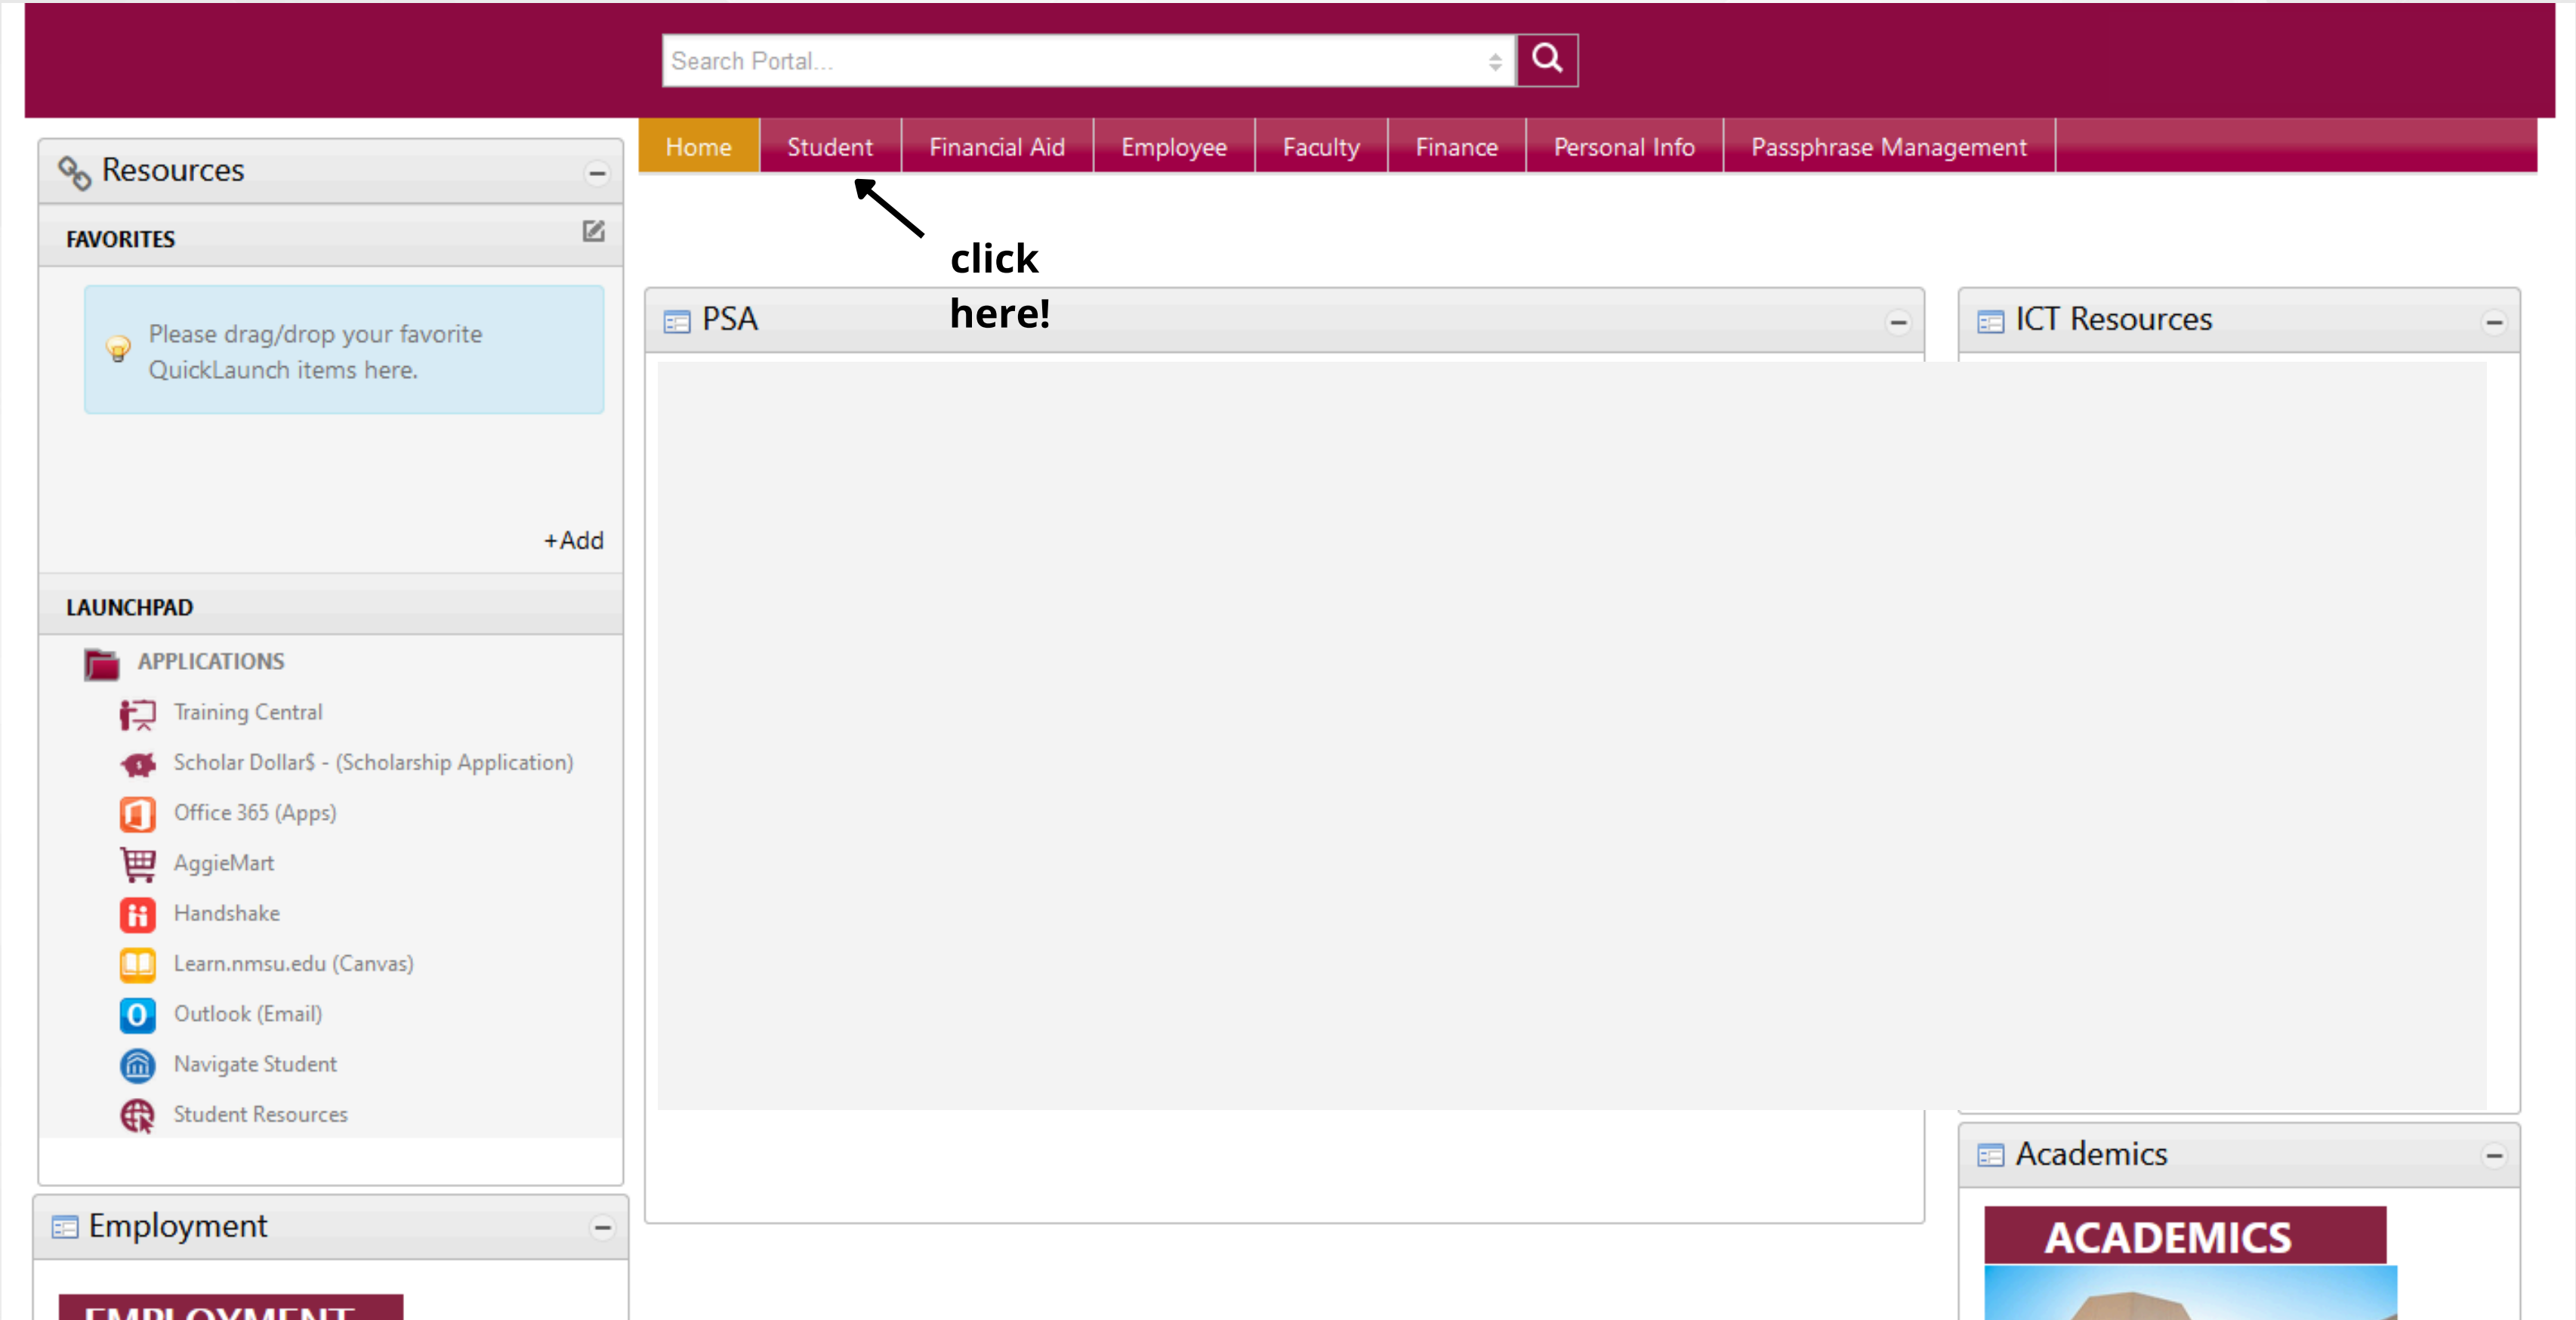 Search Portal...
Home Student Financial Aid Employee Faculty Finance Personal Info Passphrase Management
Resources
FAVORITES
Please drag/drop your favorite
QuickLaunch items here.
+Add
LAUNCHPAD
APPLICATIONS
Training Central
Scholar Dollar$ - (Scholarship Application)
Office 365 (Apps)
AggieMart
Handshake
Learn.nmsu.edu (Canvas)
Outlook (Email)
Navigate Student
Student Resources
Employment
EMPLOYMENT
click
here!
PSA
ICT Resources
Academics
ACADEMICS